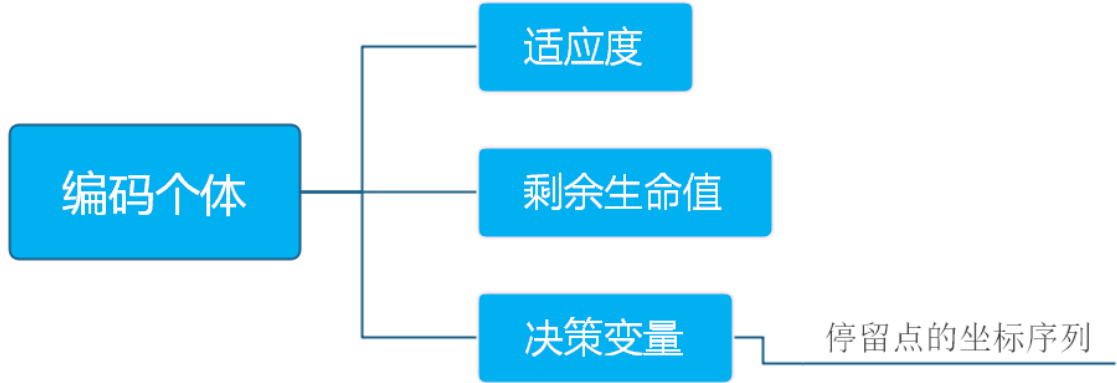 适应度
编码个体
剩余生命值
决策变量
停留点的坐标序列